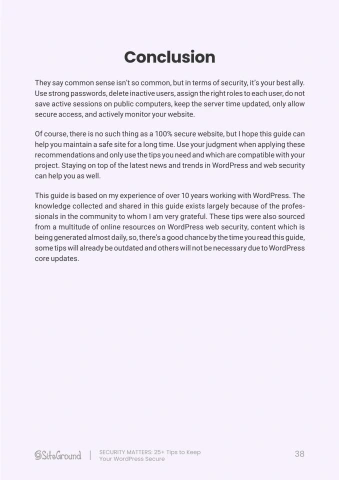 Conclusion
They say common sense isn't so common, but in terms of security, it's your best ally.
Use strong passwords, delete inactive users, assign the right roles to each user, do not
save active sessions on public computers, keep the server time updated, only allow
secure access, and actively monitor your website.
Of course, there is no such thing as a 100% secure website, but I hope this guide can
help you maintain a safe site for a long time. Use your judgment when applying these
recommendations and only use the tips you need and which are compatible with your
project. Staying on top of the latest news and trends in WordPress and web security
can help you as well.
This guide is based on my experience of over 10 years working with WordPress. The
knowledge collected and shared in this guide exists largely because of the profes-
sionals in the community to whom I am very grateful. These tips were also sourced
from a multitude of online resources on WordPress web security, content which is
being generated almost daily, so, there's a good chance by the time you read this guide,
some tips will already be outdated and others will not be necessary due to WordPress
core updates.
SiteGround
SECURITY MATTERS: 35+ Tips to Keep
Your WordPress Secure
38